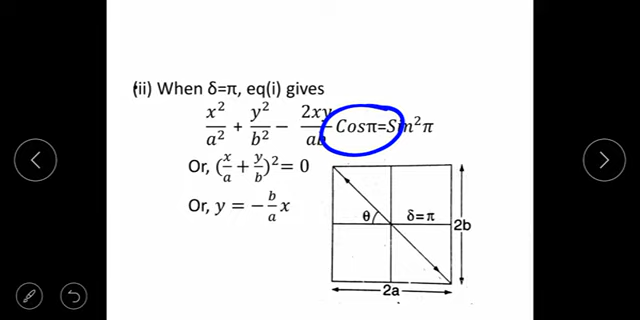 (ii) When δ=π, eq(i) gives
x²/a² + y²/b² − 2xy/ab Cosπ=Sin²π
Or, (x/a + y/b)²=0
Or, y = −b/a x
θ δ=π
2b
2a